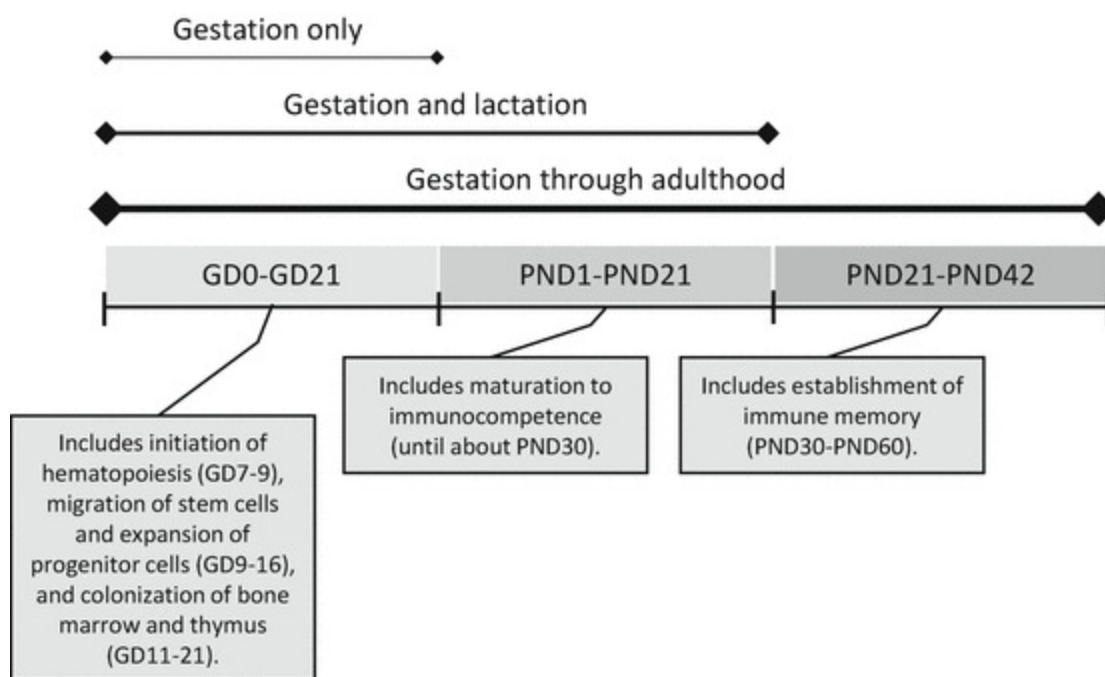 Gestation only
Gestation and lactation
Gestation through adulthood
GD0-GD21
PND1-PND21
PND21-PND42
Includes initiation of
hematopoiesis (GD7-9),
migration of stem cells
and expansion of
progenitor cells (GD9-16),
and colonization of bone
marrow and thymus
(GD11-21).
Includes maturation to
immunocompetence
(until about PND30).
Includes establishment of
immune memory
(PND30-PND60).